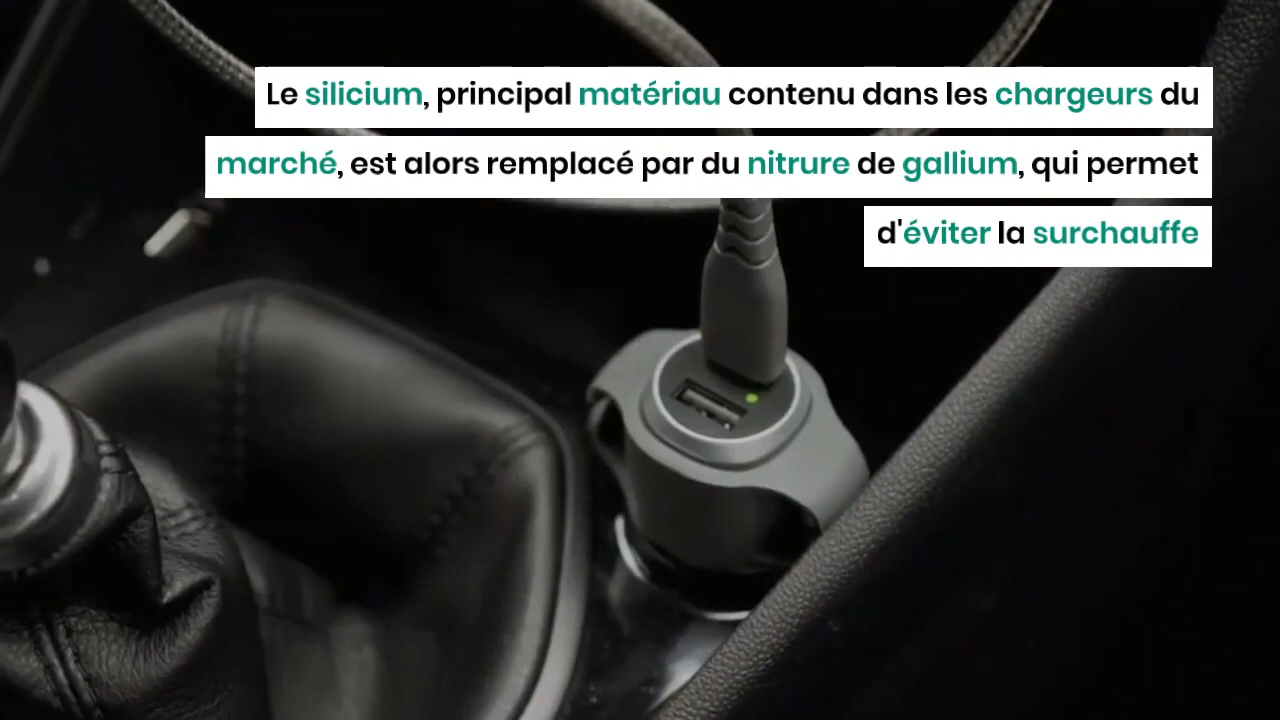 Le silicium, principal matériau contenu dans les chargeurs du
marché, est alors remplacé par du nitrure de gallium, qui permet
d'éviter la surchauffe